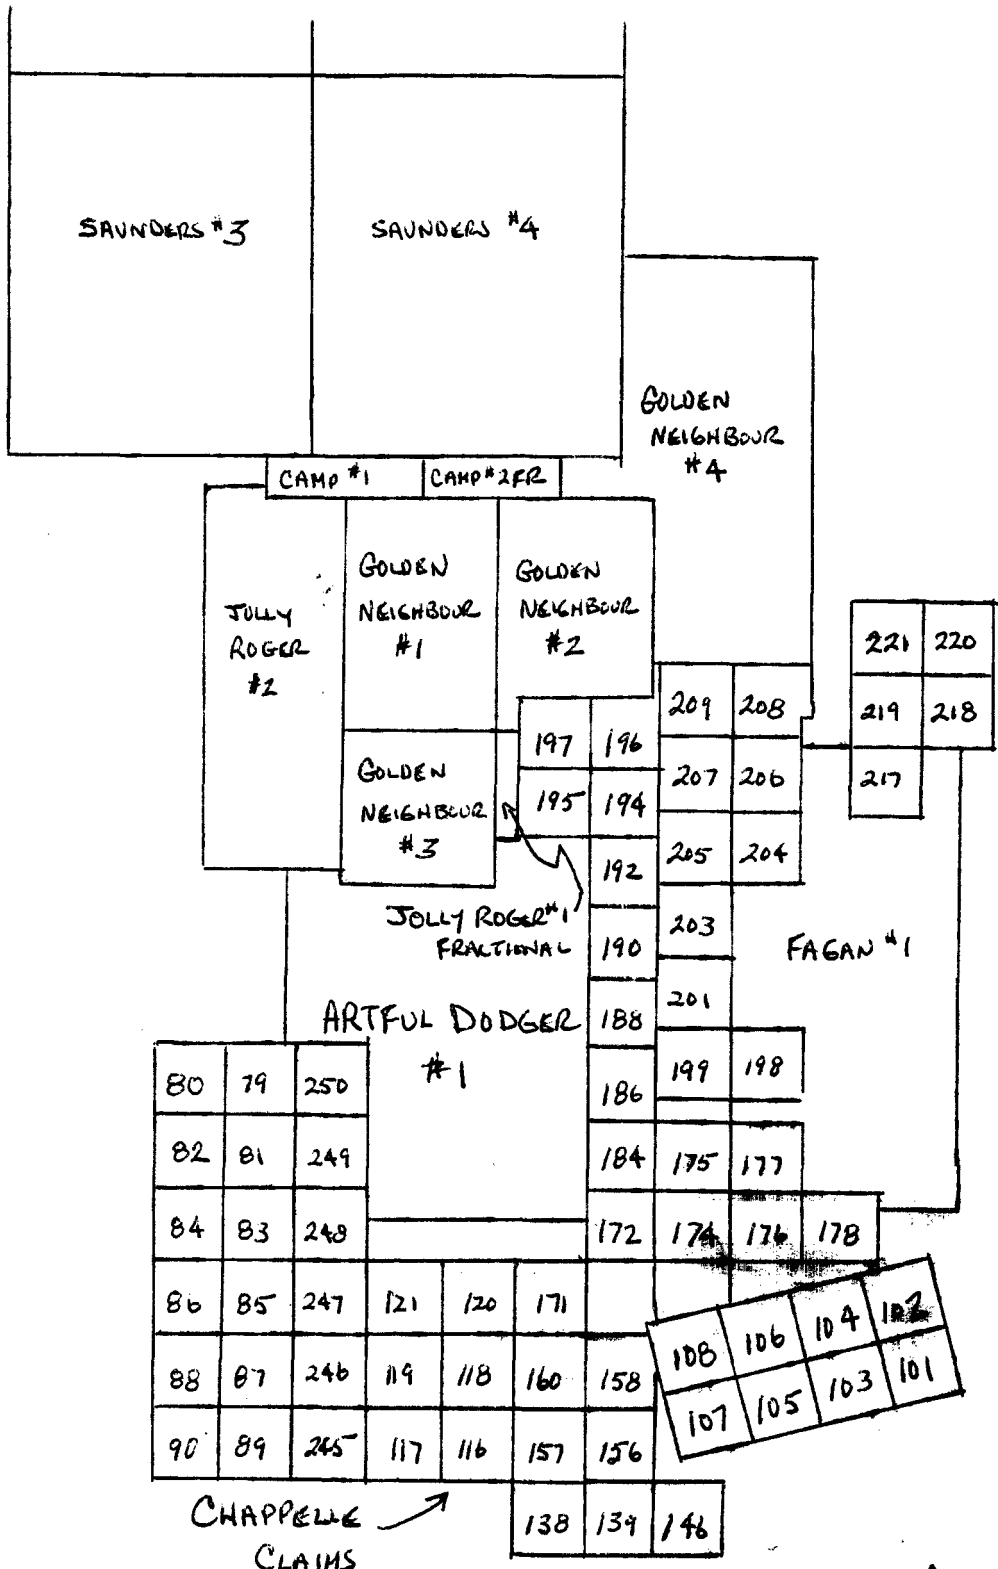 SAUNDERS #3
SAUNDERS #4
GOLDEN
NEIGHBOUR
#4
CAMP #1
CAMP #2FR
JOLLY
ROGER
#2
GOLDEN
NEIGHBOUR
#1
GOLDEN
NEIGHBOUR
#2
221 220
219 218
217
209 208
197 196
207 206
GOLDEN
NEIGHBOUR
#3
195 194
205 204
192
JOLLY ROGER #1
FRACTIONAL
203
190
FAGAN #1
201
188
ARTFUL DODGER
#1
199 198
186
80 79 250
82 81 249
184 175 177
84 83 248
172 174 176 178
86 85 247 121 120 171
108 106 104 102
88 87 246 119 118 160 158
107 105 103 101
90 89 245 117 116 157 156
CHAPPELLE
CLAIMS
138 139 146